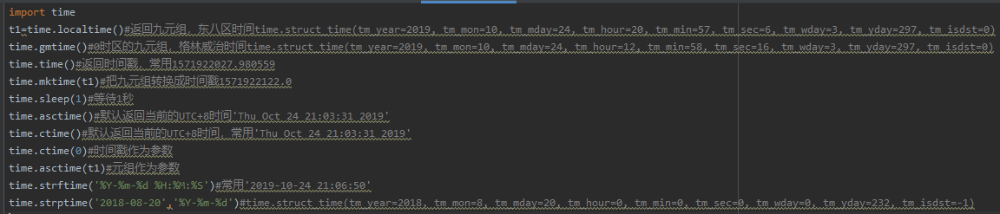 import time
t1=time.localtime()#返回九元组，东八区时间time.struct_time(tm_year=2019, tm_mon=10, tm_mday=24, tm_hour=20, tm_min=57, tm_sec=6, tm_wday=3, tm_yday=297, tm_isdst=0)
time.gmtime()#0时区的九元组，格林威治时间time.struct_time(tm_year=2019, tm_mon=10, tm_mday=24, tm_hour=12, tm_min=58, tm_sec=16, tm_wday=3, tm_yday=297, tm_isdst=0)
time.time()#返回时间戳，常用1571922027.980559
time.mktime(t1)#把九元组转换成时间戳1571922122.0
time.sleep(1)#等待1秒
time.asctime()#默认返回当前的UTC+8时间'Thu Oct 24 21:03:31 2019'
time.ctime()#默认返回当前的UTC+8时间，常用'Thu Oct 24 21:03:31 2019'
time.ctime(0)#时间戳作为参数
time.asctime(t1)#元组作为参数
time.strftime('%Y-%m-%d %H:%M:%S')#常用'2019-10-24 21:06:50'
time.strptime('2018-08-20','%Y-%m-%d')#time.struct_time(tm_year=2018, tm_mon=8, tm_mday=20, tm_hour=0, tm_min=0, tm_sec=0, tm_wday=0, tm_yday=232, tm_isdst=-1)